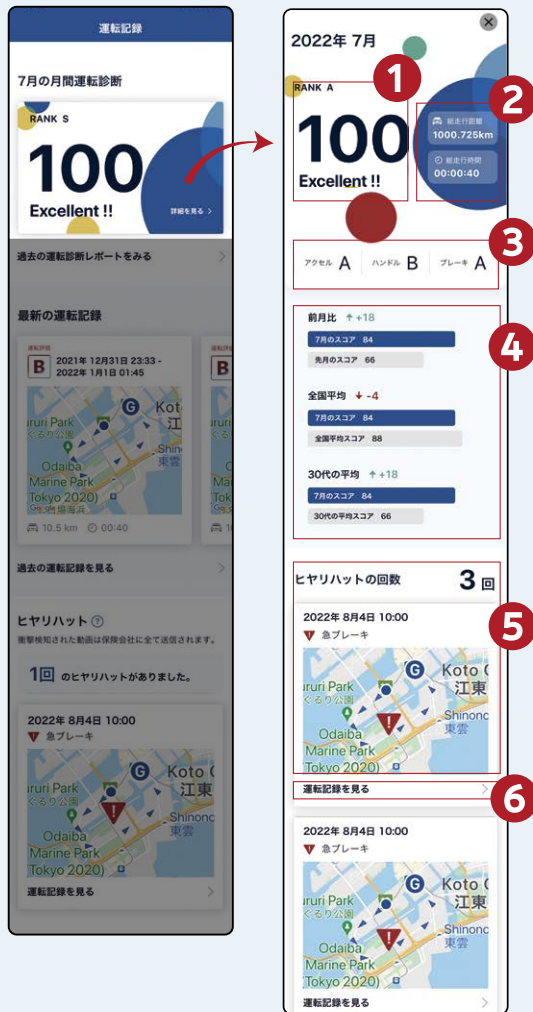 運転記録
7月の月間運転診断
RANK S
100
Excellent !!
詳細を見る >
過去の運転診断レポートをみる >
最新の運転記録
運転評価
B
2021年 12月31日 23:33 -
2022年 1月1日 01:45
G
Kot
江
ururi Park
ぐるり公園
Shin
東雲
Odaiba
Marine Park
Tokyo 2020)
10.5 km 00:40
B
過去の運転記録を見る >
ヒヤリハット ?
衝撃検知された動画は保険会社に全て送信されます。
1回 のヒヤリハットがありました。
2022年 8月4日 10:00
! 急ブレーキ
G
Koto (
江東
ururi Park
ぐるり公園
!
Shinonc
東雲
Odaiba
Marine Park
Tokyo 2020)
運転記録を見る >
2022年 7月
1
RANK A
100
Excellent !!
2
総走行距離
1000.725km
総走行時間
00:00:40
3
アクセル A ハンドル B ブレーキ A
4
前月比 ↑ +18
7月のスコア 84
先月のスコア 66
全国平均 ↓ -4
7月のスコア 84
全国平均スコア 88
30代の平均 ↑ +18
7月のスコア 84
30代の平均スコア 66
ヒヤリハットの回数 3 回
5
2022年 8月4日 10:00
! 急ブレーキ
G
Koto (
江東
ururi Park
ぐるり公園
!
Shinonc
東雲
Odaiba
Marine Park
Tokyo 2020)
運転記録を見る >
6
2022年 8月4日 10:00
! 急ブレーキ
G
Koto (
江東
ururi Park
ぐるり公園
!
Shinonc
東雲
Odaiba
Marine Park
Tokyo 2020)
運転記録を見る >